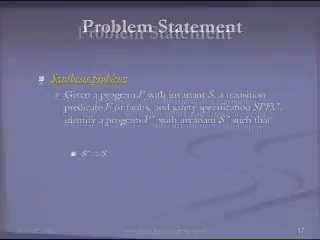 Problem Statement
Synthesis problem:
Given a program P with invariant S, a transition
predicate F of faults, and safety specification SPEC,
identify a program P' with invariant S' such that:
17